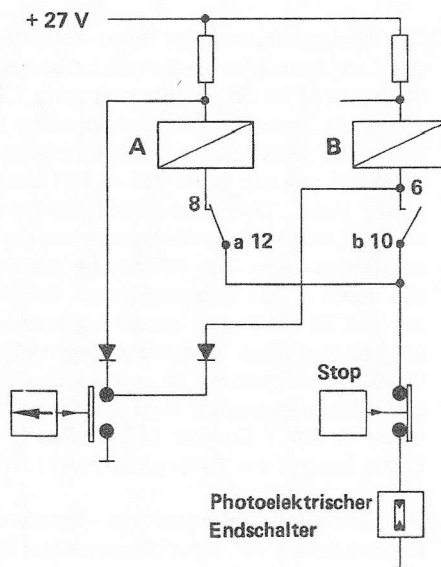 + 27 V
A
B
8
6
a 12
b 10
Stop
Photoelektrischer
Endschalter